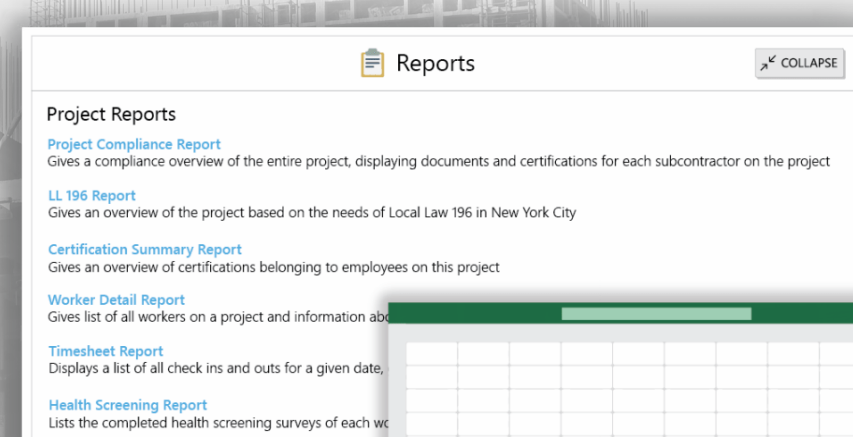 Reports
COLLAPSE
Project Reports
Project Compliance Report
Gives a compliance overview of the entire project, displaying documents and certifications for each subcontractor on the project
LL 196 Report
Gives an overview of the project based on the needs of Local Law 196 in New York City
Certification Summary Report
Gives an overview of certifications belonging to employees on this project
Worker Detail Report
Gives list of all workers on a project and information
Timesheet Report
Displays a list of all check ins and outs for a given date,
Health Screening Report
Lists the completed health screening surveys of each